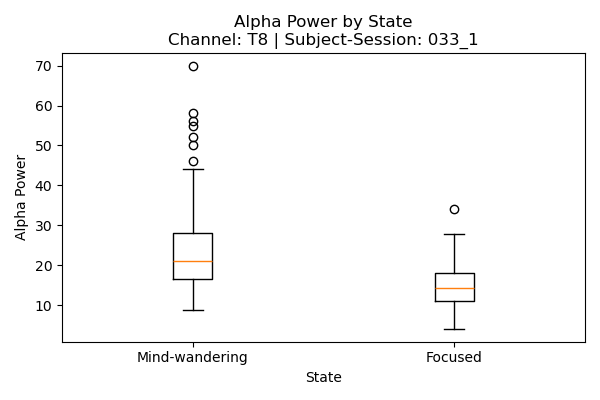 Alpha Power by State
Channel: T8 | Subject-Session: 033_1
Alpha Power
70
60
50
40
30
20
10
Mind-wandering
Focused
State